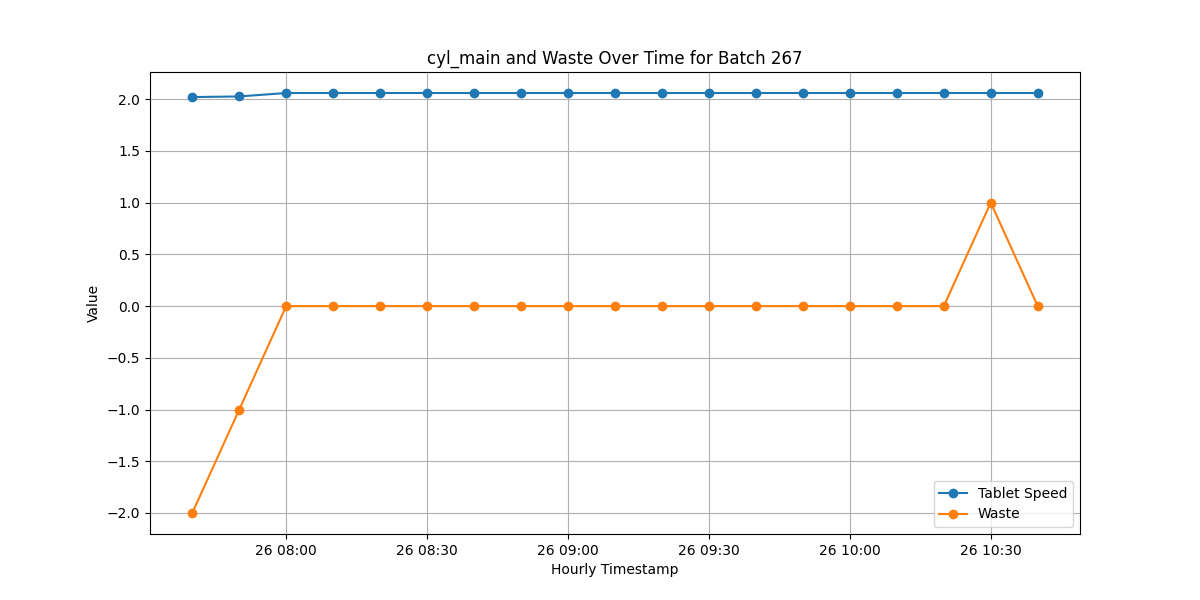 cyl_main and Waste Over Time for Batch 267
2.0
1.5
1.0
0.5
0.0
−0.5
−1.0
−1.5
−2.0
Value
Tablet Speed
Waste
26 08:00 26 08:30 26 09:00 26 09:30 26 10:00 26 10:30
Hourly Timestamp